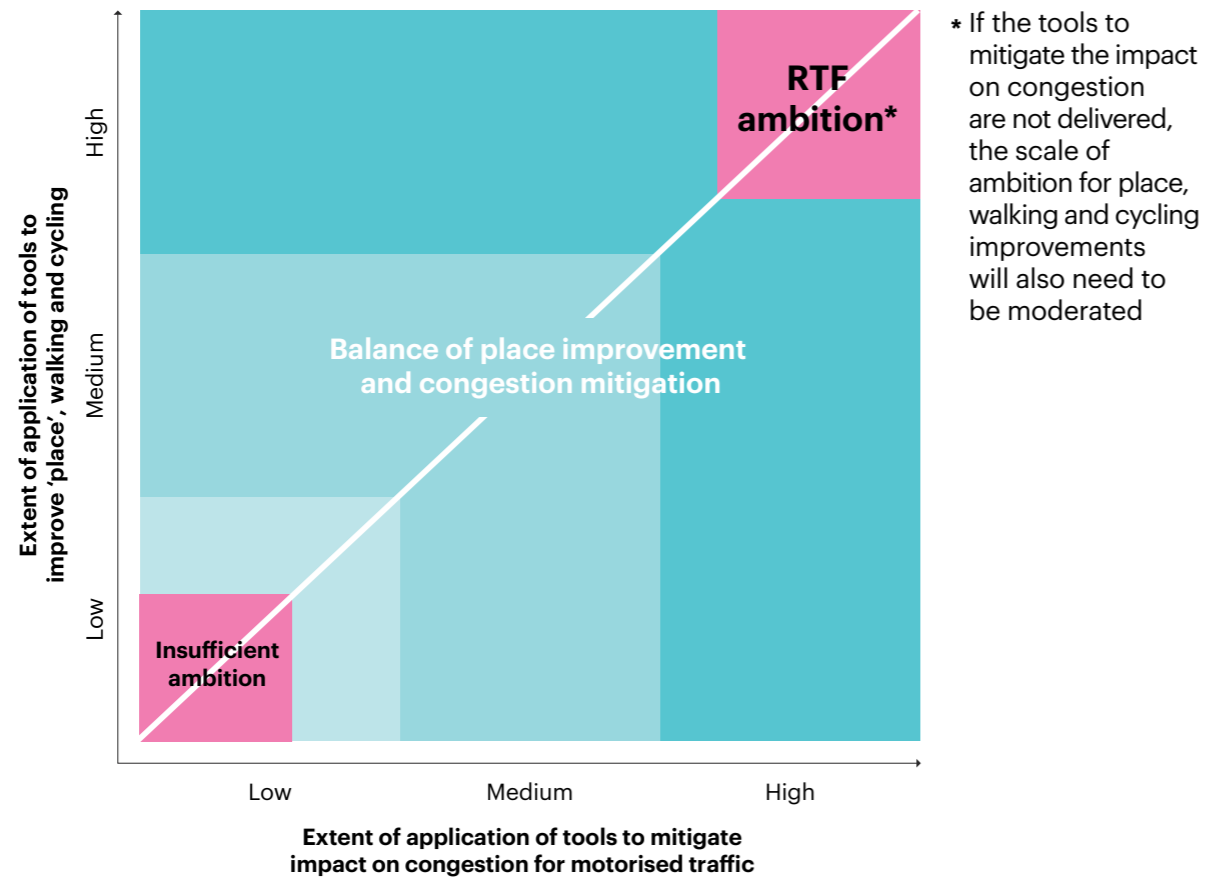 RTF
ambition*
* If the tools to
mitigate the impact
on congestion
are not delivered,
the scale of
ambition for place,
walking and cycling
improvements
will also need to
be moderated
Extent of application of tools to
improve ‘place’, walking and cycling
High
Medium
Low
Balance of place improvement
and congestion mitigation
Insufficient
ambition
Low
Medium
High
Extent of application of tools to mitigate
impact on congestion for motorised traffic